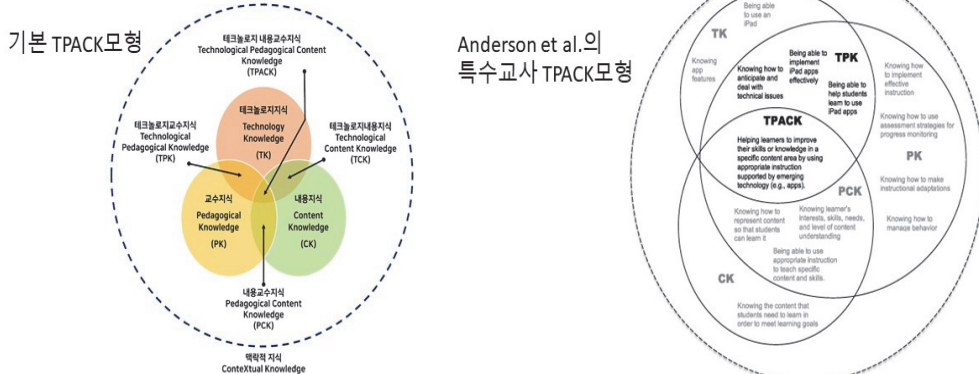 기본 TPACK모형
테크놀로지 내용교수지식
Technological Pedagogical Content
Knowledge
(TPACK)
테크놀로지지식
Technology
Knowledge
(TK)
테크놀로지교수지식
Technological
Pedagogical Knowledge
(TPK)
테크놀로지내용지식
Technological
Content Knowledge
(TCK)
교수지식
Pedagogical
Knowledge
(PK)
내용지식
Content
Knowledge
(CK)
내용교수지식
Pedagogical Content
Knowledge
(PCK)
맥락적 지식
ConteXtual Knowledge
Anderson et al.의
특수교사 TPACK모형
Being able
to use an
iPad
TK
Knowing
app
features
Knowing how to
anticipate and
deal with
technical issues
Being able to
implement
iPad apps
effectively
TPK
Being able to
help students
learn to use
iPad apps
Knowing how
to implement
effective
instruction
Knowing how to use
assessment strategies for
progress monitoring
PK
Knowing how to make
instructional adaptations
Knowing how to
manage behavior
TPACK
Helping learners to improve
their skills or knowledge in a
specific content area by using
appropriate instruction
supported by emerging
technology (e.g., apps).
PCK
Knowing how to
represent content
so that students
can learn it
Knowing learner's
interests, skills, needs,
and level of content
understanding
Being able to use
appropriate instruction
to teach specific
content and skills.
CK
Knowing the content that
students need to learn in
order to meet learning goals